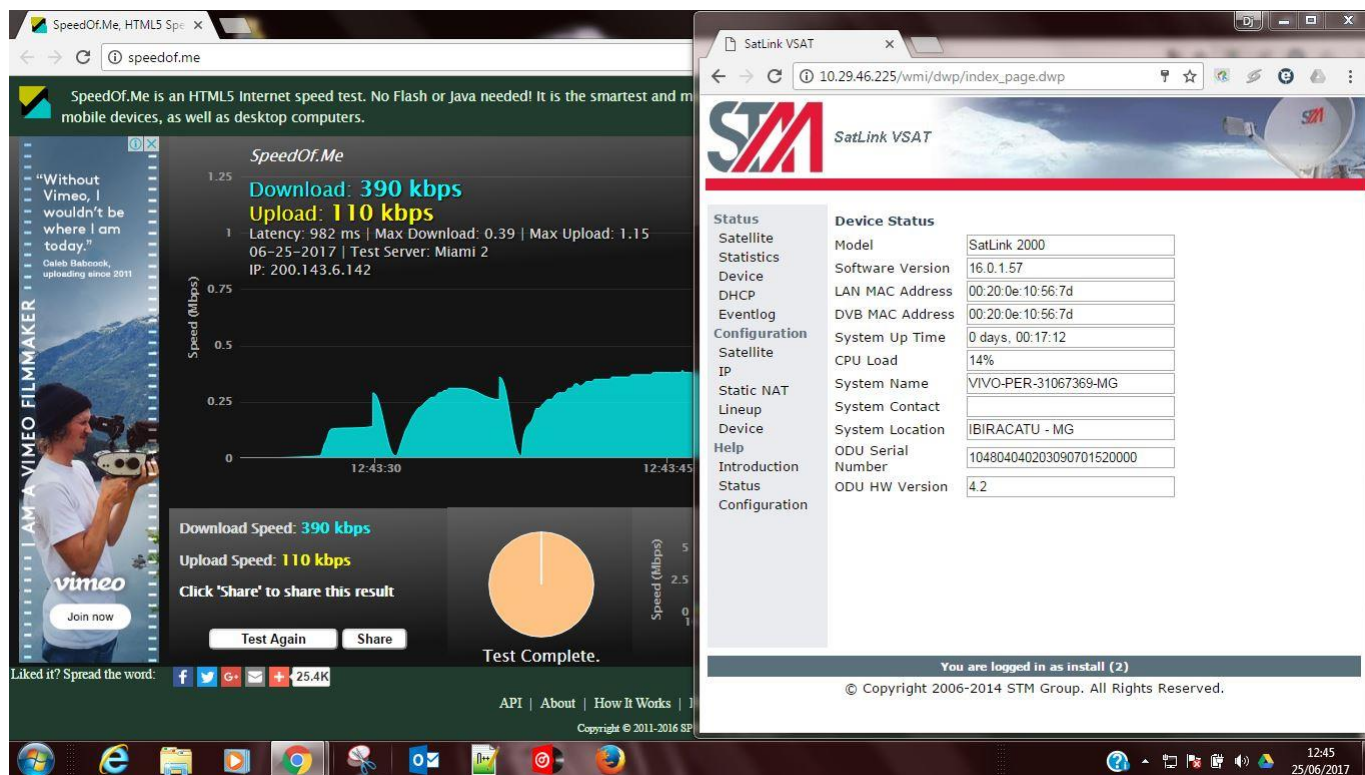 SpeedOf.Me, HTML5 Spe
speedof.me
SpeedOf.Me is an HTML5 Internet speed test. No Flash or Java needed! It is the smartest and m
mobile devices, as well as desktop computers.
“Without
Vimeo, I
wouldn’t be
where I am
today.”
Caleb Babcock,
uploading since 2011
I AM A VIMEO FILMMAKER
vimeo
Join now
SpeedOf.Me
Download: 390 kbps
Upload: 110 kbps
Latency: 982 ms | Max Download: 0.39 | Max Upload: 1.15
06-25-2017 | Test Server: Miami 2
IP: 200.143.6.142
Speed (Mbps)
1.25
1
0.75
0.5
0.25
0
12:43:30
12:43:45
Download Speed: 390 kbps
Upload Speed: 110 kbps
Click 'Share' to share this result
Test Again
Share
Test Complete.
Speed (Mbps)
5
2.5
0
Liked it? Spread the word:
25.4K
API | About | How It Works |
Copyright © 2011-2016 SP
Dj
SatLink VSAT
10.29.46.225/wmi/dwp/index_page.dwp
STM
SatLink VSAT
STM
Status
Satellite
Statistics
Device
DHCP
Eventlog
Configuration
Satellite
IP
Static NAT
Lineup
Device
Help
Introduction
Status
Configuration
Device Status
Model SatLink 2000
Software Version 16.0.1.57
LAN MAC Address 00:20:0e:10:56:7d
DVB MAC Address 00:20:0e:10:56:7d
System Up Time 0 days, 00:17:12
CPU Load 14%
System Name VIVO-PER-31067369-MG
System Contact
System Location IBIRACATU - MG
ODU Serial
Number 104804040203090701520000
ODU HW Version 4.2
You are logged in as install (2)
© Copyright 2006-2014 STM Group. All Rights Reserved.
12:45
25/06/2017